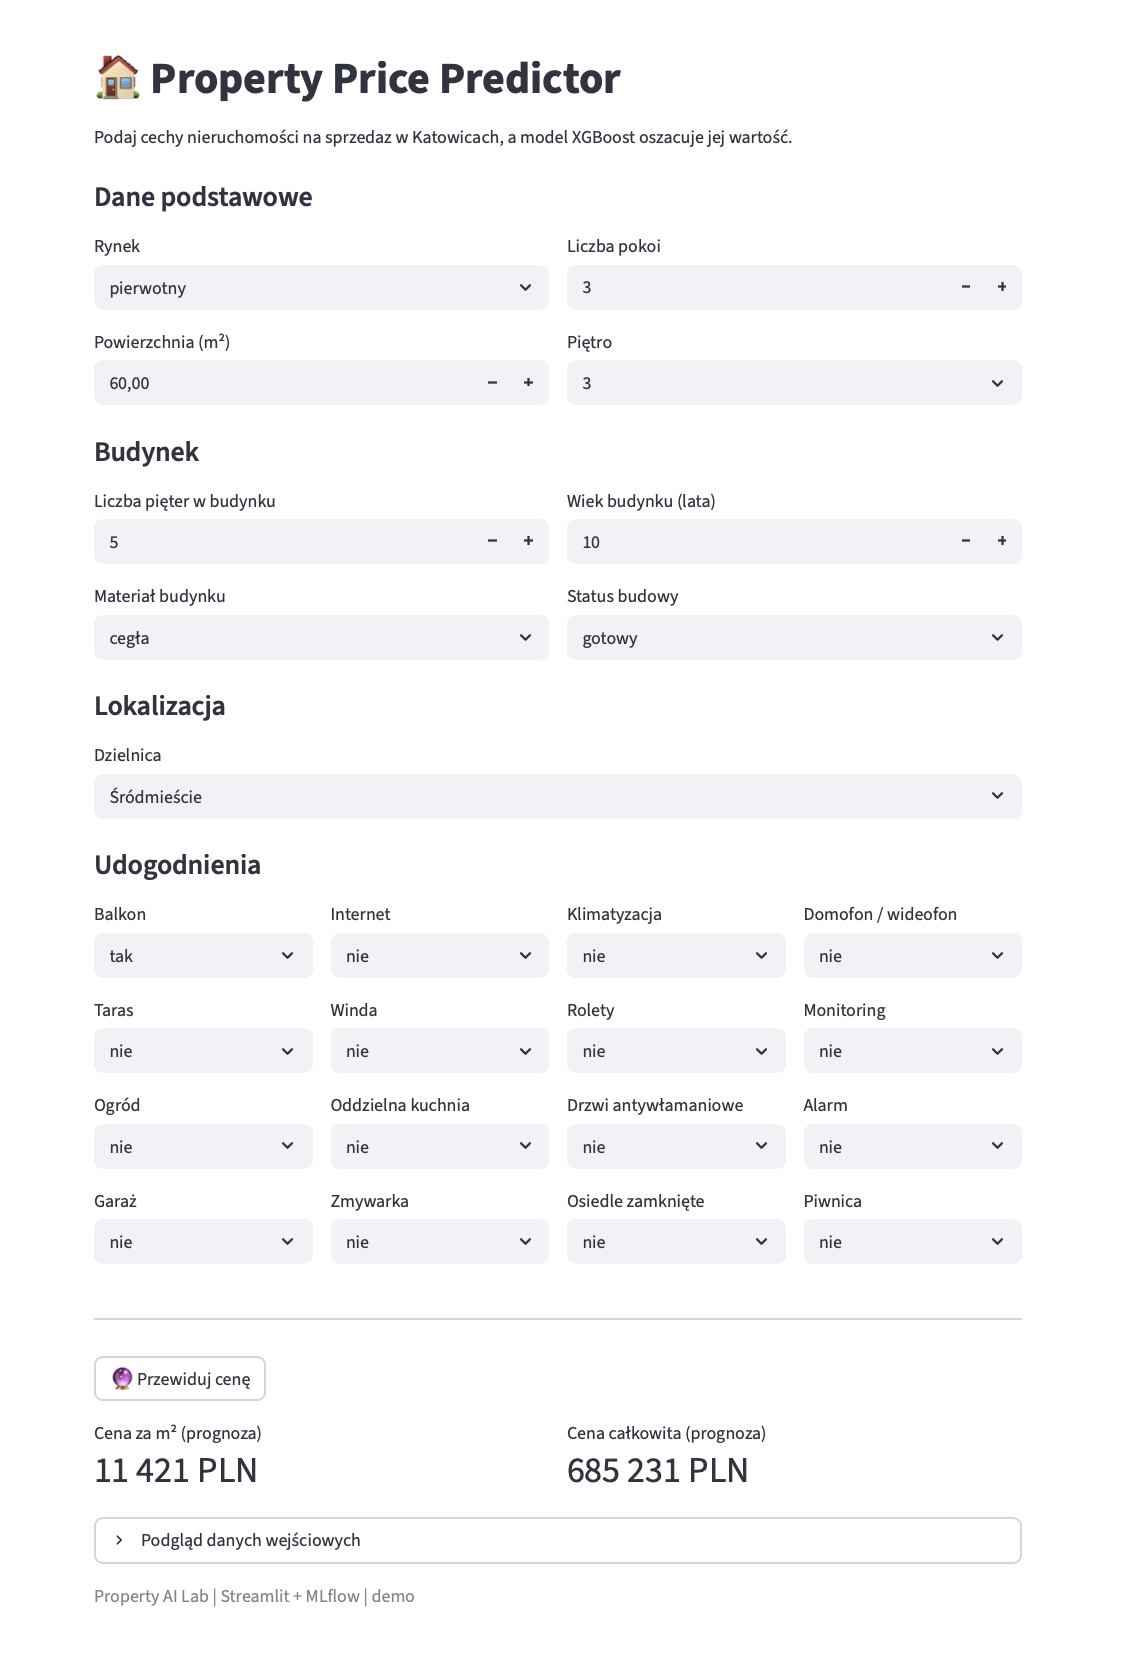 Property Price Predictor
Podaj cechy nieruchomości na sprzedaz w Katowicach, a model XGBoost oszacuje jej wartość.
Dane podstawowe
Rynek
pierwotny
Liczba pokoi
3
Powierzchnia (m²)
60,00
Piętro
3
Budynek
Liczba pięter w budynku
5
Wiek budynku (lata)
10
Materiał budynku
cegła
Status budowy
gotowy
Lokalizacja
Dzielnica
Śródmieście
Udogodnienia
Balkon
tak
Internet
nie
Klimatyzacja
nie
Domofon / wideofon
nie
Taras
nie
Winda
nie
Rolety
nie
Monitoring
nie
Ogród
nie
Oddzielna kuchnia
nie
Drzwi antywłamaniowe
nie
Alarm
nie
Garaż
nie
Zmywarka
nie
Osiedle zamknięte
nie
Piwnica
nie
Przewiduj cenę
Cena za m² (prognoza)
11 421 PLN
Cena całkowita (prognoza)
685 231 PLN
Podgląd danych wejściowych
Property AI Lab | Streamlit + MLflow | demo